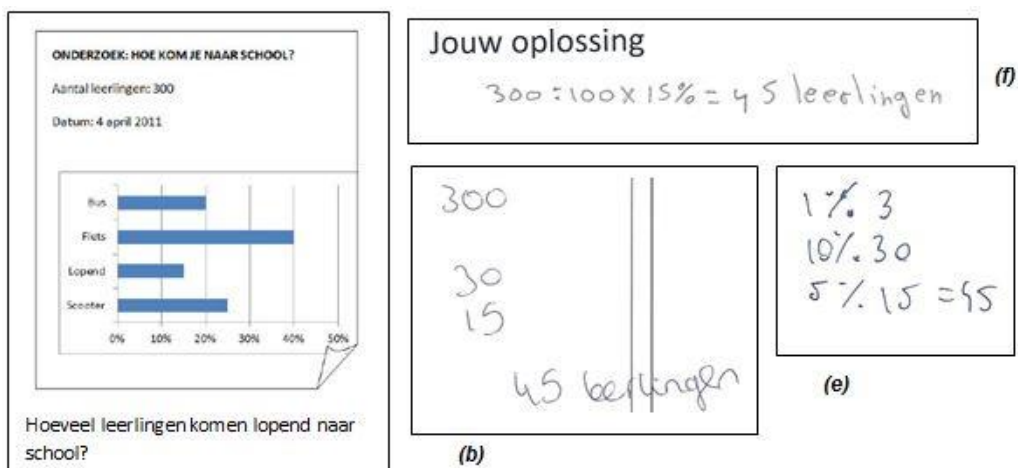 ONDERZOEK: HOE KOM JE NAAR SCHOOL?
Aantal leerlingen: 300
Datum: 4 april 2011
Bus
Fiets
Lopend
Scooter
0% 10% 20% 30% 40% 50%
Hoeveel leerlingen komen lopend naar
school?
Jouw oplossing
300:100x15%=45 leerlingen
(f)
300
30
15
45 leerlingen
(b)
1%. 3
10%. 30
5%. 15 =45
(e)